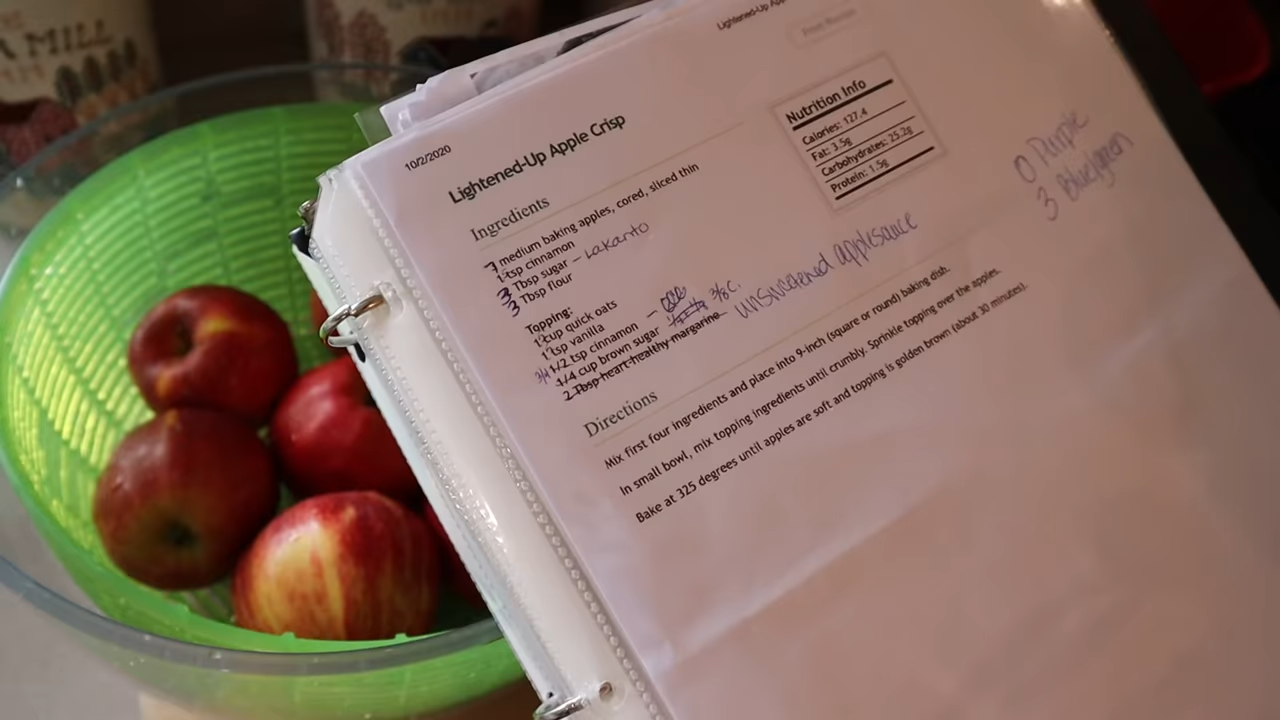 A MILL
Lightened-Up App
10/2/2020
Lightened-Up Apple Crisp
Nutrition Info
Calories: 127.4
Fat: 3.5g
Carbohydrates: 25.2g
Protein: 1.5g
0 Purple
3 Blue/green
Ingredients
7 medium baking apples, cored, sliced thin
1 tsp cinnamon
3 Tbsp sugar - Lakanto
3 Tbsp flour
Topping:
1 cup quick oats
1 tsp vanilla
3/4 1/2 tsp cinnamon
1/4 cup brown sugar - 3/8 c.
2 Tbsp heart healthy margarine unsweetened applesauce
Directions
Mix first four ingredients and place into 9-inch (square or round) baking dish.
In small bowl, mix topping ingredients until crumbly. Sprinkle topping over the apples.
Bake at 325 degrees until apples are soft and topping is golden brown (about 30 minutes).